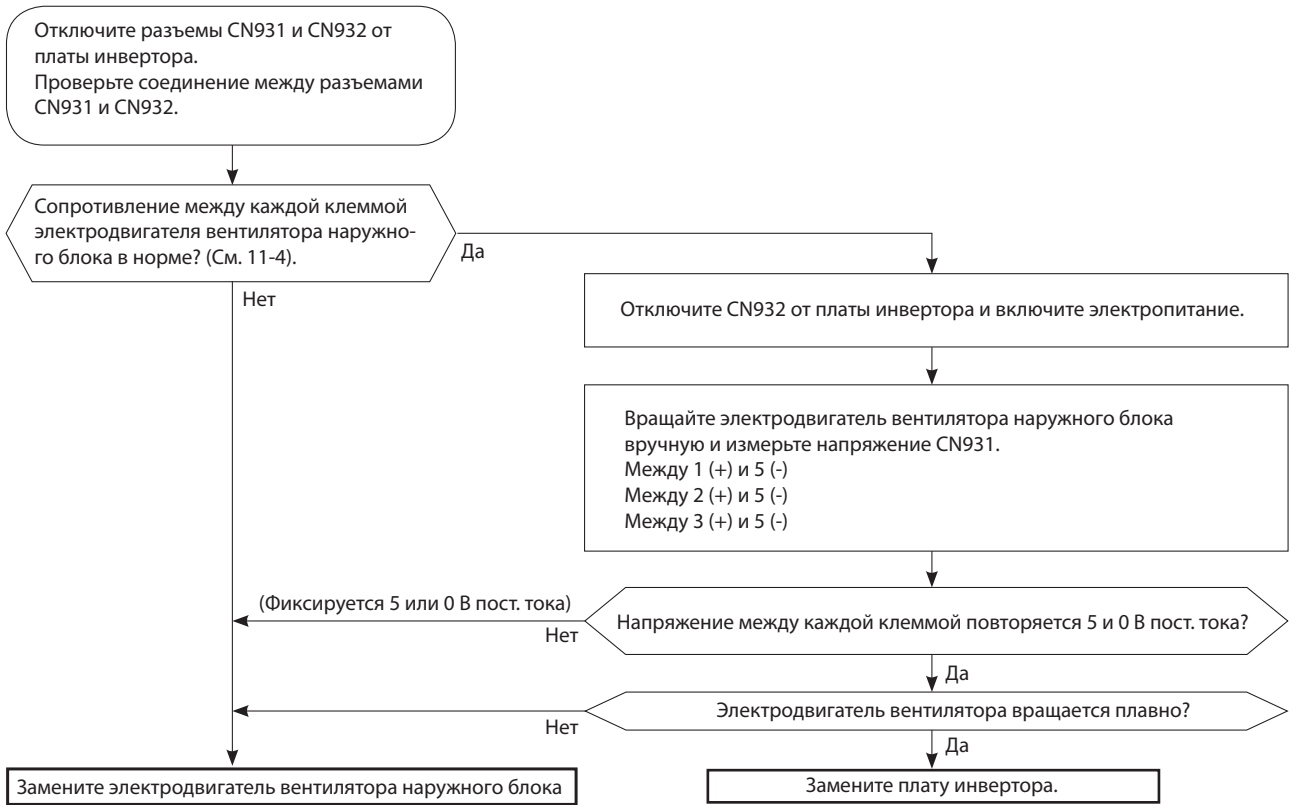 Отключите разъемы CN931 и CN932 от
платы инвертора.
Проверьте соединение между разъемами
CN931 и CN932.
Сопротивление между каждой клеммой
электродвигателя вентилятора наружно-
го блока в норме? (См. 11-4).
Да
Нет
Отключите CN932 от платы инвертора и включите электропитание.
Вращайте электродвигатель вентилятора наружного блока
вручную и измерьте напряжение CN931.
Между 1 (+) и 5 (-)
Между 2 (+) и 5 (-)
Между 3 (+) и 5 (-)
(Фиксируется 5 или 0 В пост. тока)
Нет
Напряжение между каждой клеммой повторяется 5 и 0 В пост. тока?
Да
Нет
Электродвигатель вентилятора вращается плавно?
Да
Замените электродвигатель вентилятора наружного блока
Замените плату инвертора.